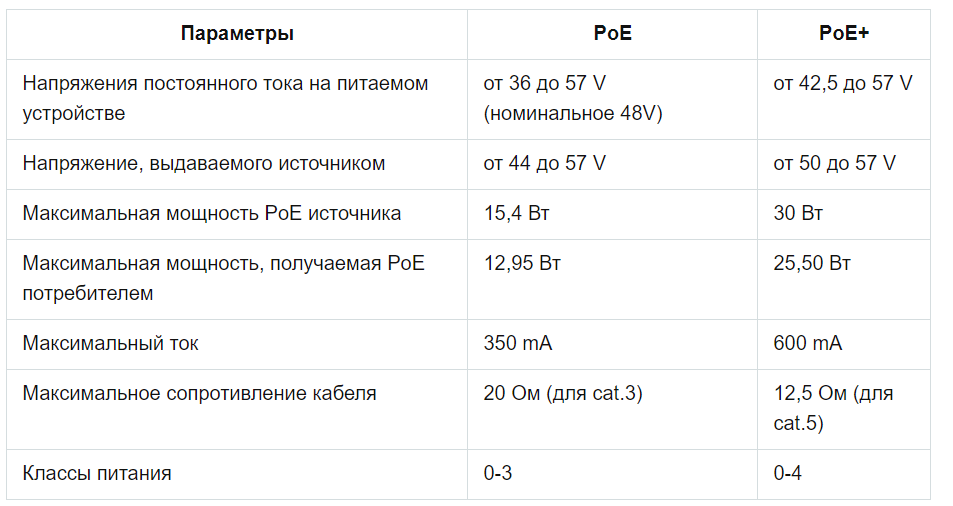 Параметры PoE PoE+
Напряжения постоянного тока на питаемом устройстве от 36 до 57 V (номинальное 48V) от 42,5 до 57 V
Напряжение, выдаваемого источником от 44 до 57 V от 50 до 57 V
Максимальная мощность PoE источника 15,4 Вт 30 Вт
Максимальная мощность, получаемая PoE потребителем 12,95 Вт 25,50 Вт
Максимальный ток 350 mA 600 mA
Максимальное сопротивление кабеля 20 Ом (для cat.3) 12,5 Ом (для cat.5)
Классы питания 0-3 0-4